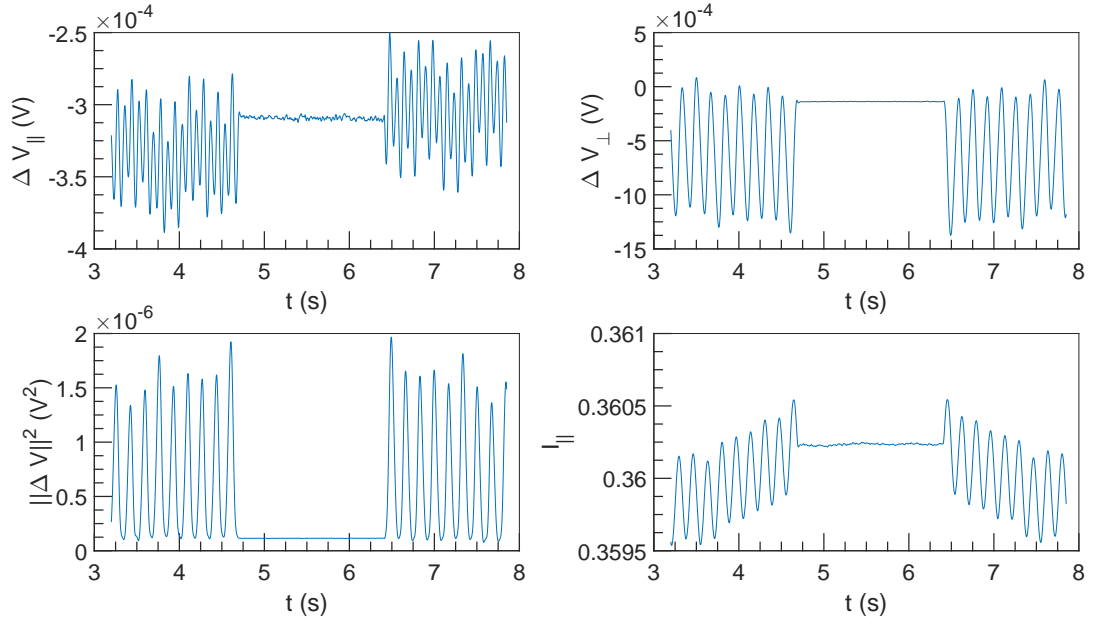 ×10⁻⁴
-2.5
-3
-3.5
-4
Δ V∥ (V)
3 4 5 6 7 8
t (s)
×10⁻⁴
5
0
-5
-10
-15
Δ V⊥ (V)
3 4 5 6 7 8
t (s)
×10⁻⁶
2
1.5
1
0.5
0
||Δ V||² (V²)
3 4 5 6 7 8
t (s)
0.361
0.3605
0.36
0.3595
I∥
3 4 5 6 7 8
t (s)